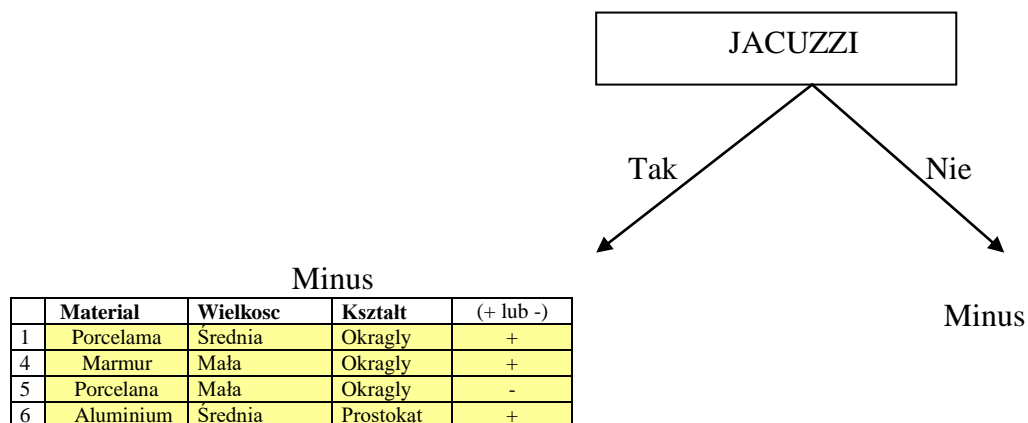 JACUZZI
Tak Nie
Minus
Material Wielkosc Kształt (+ lub -)
1 Porcelama Średnia Okragly +
4 Marmur Mała Okragly +
5 Porcelana Mała Okragly -
6 Aluminium Średnia Prostokat +
Minus